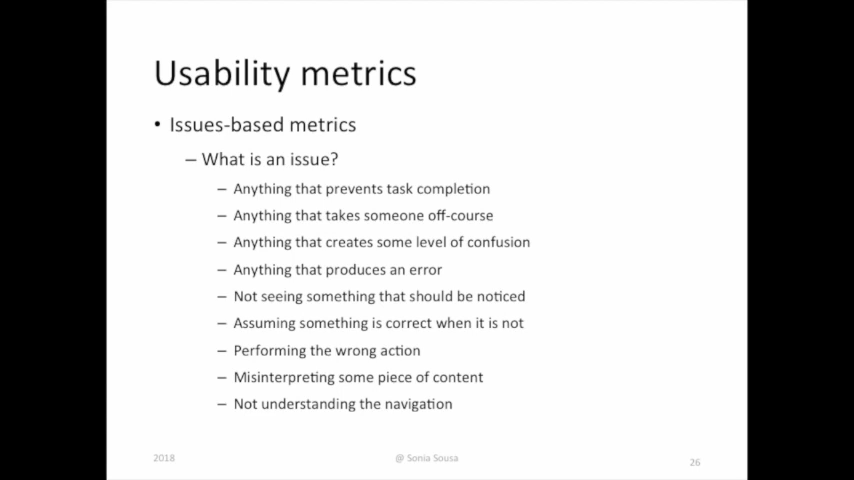 Usability metrics
• Issues-based metrics
– What is an issue?
– Anything that prevents task completion
– Anything that takes someone off-course
– Anything that creates some level of confusion
– Anything that produces an error
– Not seeing something that should be noticed
– Assuming something is correct when it is not
– Performing the wrong action
– Misinterpreting some piece of content
– Not understanding the navigation
2018
@ Sonia Sousa
26